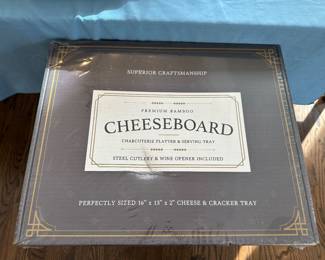 SUPERIOR CRAFTSMANSHIP
PREMIUM BAMBOO
CHEESEBOARD
CHARCUTERIE PLATTER & SERVING TRAY
STEEL CUTLERY & WINE OPENER INCLUDED
PERFECTLY SIZED 16" x 13" x 2" CHEESE & CRACKER TRAY